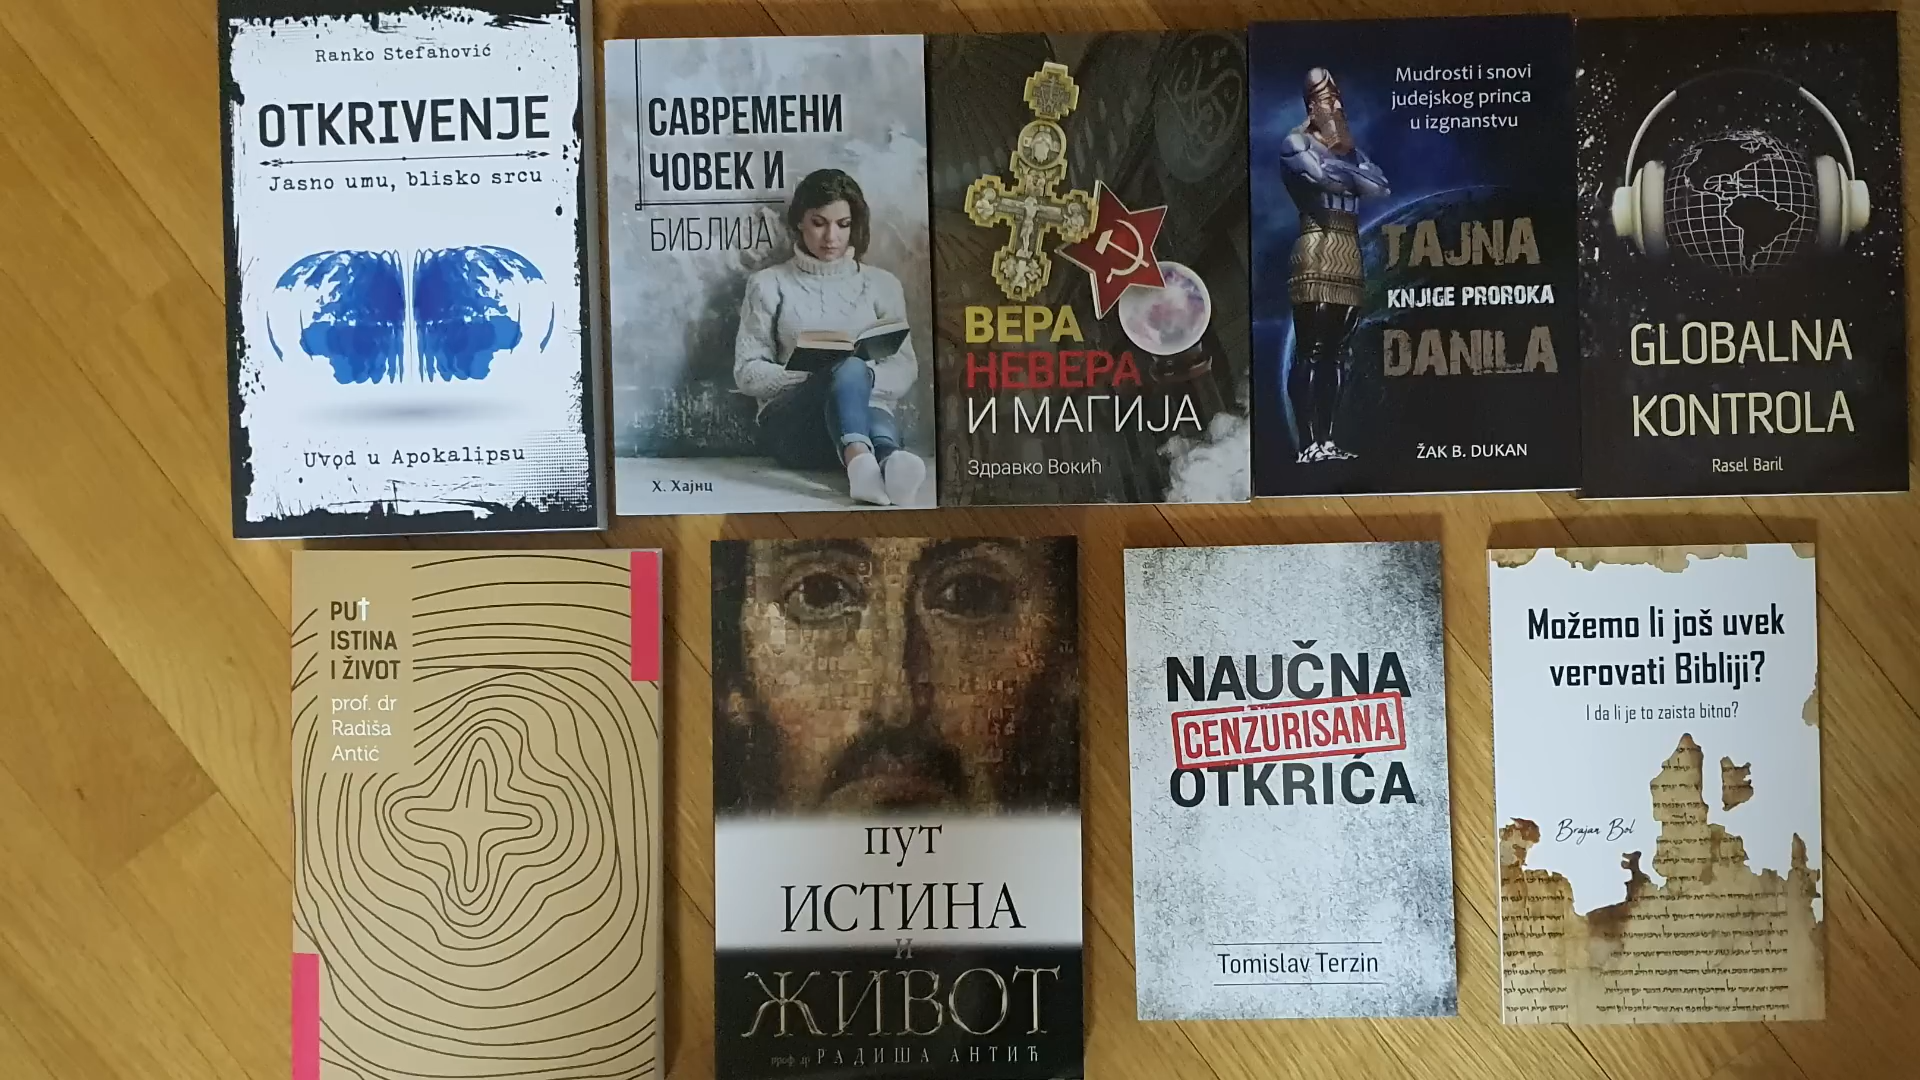 Ranko Stefanović
OTKRIVENJE
Jasno umu, blisko srcu
Uvod u Apokalipsu
САВРЕМЕНИ
ЧОВЕК И
БИБЛИЈА
Х. Хајнц
ВЕРА
НЕВЕРА
И МАГИЈА
Здравко Вокић
Mudrosti i snovi
judejskog princa
u izgnanstvu
TAJNA
KNJIGE PROROKA
DANILA
ŽAK B. DUKAN
GLOBALNA
KONTROLA
Rasel Baril
PUT
ISTINA
I ŽIVOT
prof. dr
Radiša
Antić
ПУТ
ИСТИНА
И
ЖИВОТ
проф. др РАДИША АНТИЋ
NAUČNA
CENZURISANA
OTKRIĆA
Tomislav Terzin
Možemo li još uvek
verovati Bibliji?
I da li je to zaista bitno?
Brajan Bol